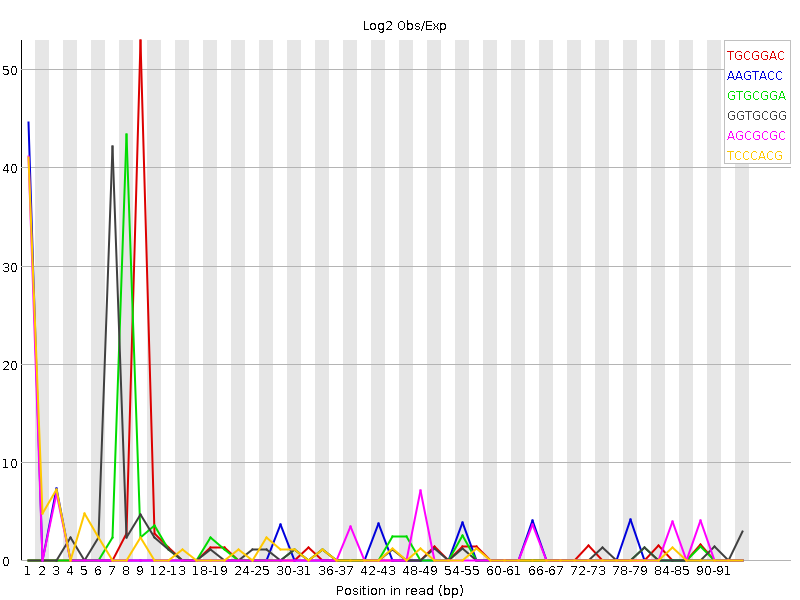 Log2 Obs/Exp
TGCGGAC
AAGTACC
GTGCGGA
GGTGCGG
AGCGCGC
TCCCACG
50
40
30
20
10
0
1 2 3 4 5 6 7 8 9 12-13 18-19 24-25 30-31 36-37 42-43 48-49 54-55 60-61 66-67 72-73 78-79 84-85 90-91
Position in read (bp)